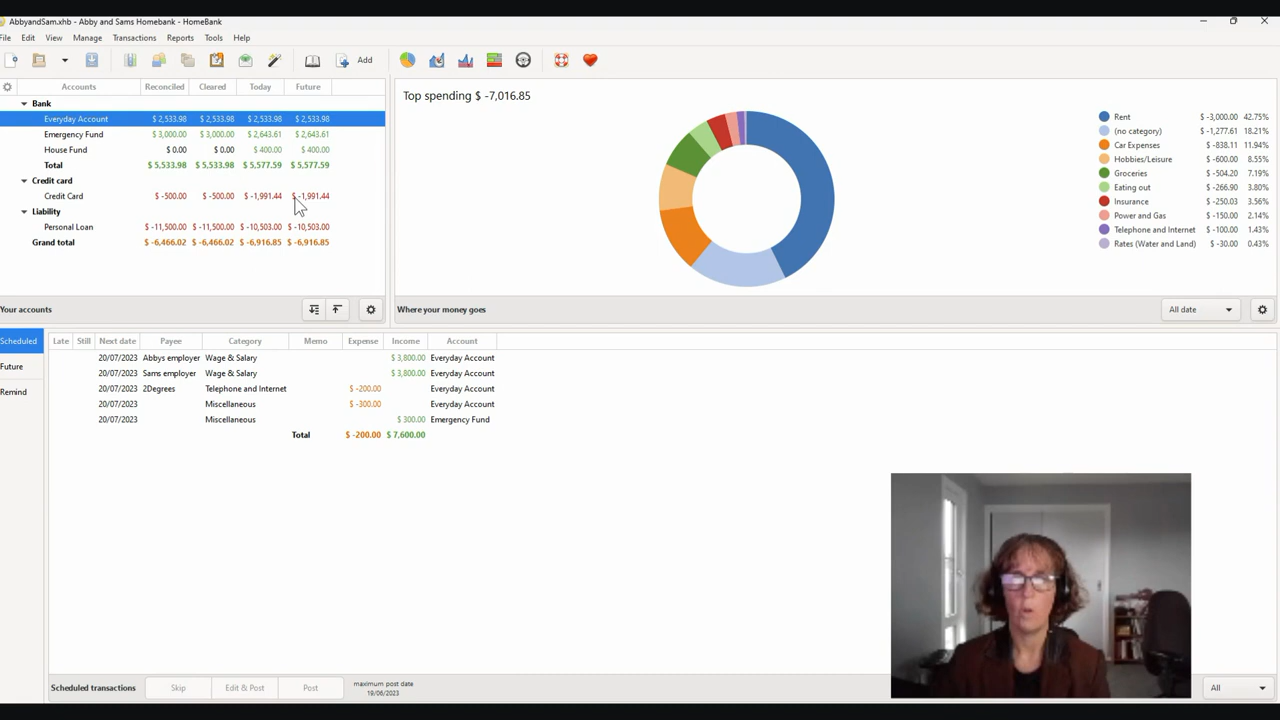 AbbyandSam.xhb - Abby and Sams Homebank - HomeBank
File Edit View Manage Transactions Reports Tools Help
Add
Accounts Reconciled Cleared Today Future
Bank
Everyday Account $ 2,533.98 $ 2,533.98 $ 2,533.98 $ 2,533.98
Emergency Fund $ 3,000.00 $ 3,000.00 $ 2,643.61 $ 2,643.61
House Fund $ 0.00 $ 0.00 $ 400.00 $ 400.00
Total $ 5,533.98 $ 5,533.98 $ 5,577.59 $ 5,577.59
Credit card
Credit Card $ -500.00 $ -500.00 $ -1,991.44 $ -1,991.44
Liability
Personal Loan $ -11,500.00 $ -11,500.00 $ -10,503.00 $ -10,503.00
Grand total $ -6,466.02 $ -6,466.02 $ -6,916.85 $ -6,916.85
Your accounts
Top spending $ -7,016.85
Rent $ -3,000.00 42.75%
(no category) $ -1,277.61 18.21%
Car Expenses $ -838.11 11.94%
Hobbies/Leisure $ -600.00 8.55%
Groceries $ -504.20 7.19%
Eating out $ -266.90 3.80%
Insurance $ -250.03 3.56%
Power and Gas $ -150.00 2.14%
Telephone and Internet $ -100.00 1.43%
Rates (Water and Land) $ -30.00 0.43%
Where your money goes All date
Scheduled
Future
Remind
Late Still Next date Payee Category Memo Expense Income Account
20/07/2023 Abbys employer Wage & Salary $ 3,800.00 Everyday Account
20/07/2023 Sams employer Wage & Salary $ 3,800.00 Everyday Account
20/07/2023 2Degrees Telephone and Internet $ -200.00 Everyday Account
20/07/2023 Miscellaneous $ -300.00 Everyday Account
20/07/2023 Miscellaneous $ 300.00 Emergency Fund
Total $ -200.00 $ 7,600.00
Scheduled transactions Skip Edit & Post Post
maximum post date
19/06/2023
All